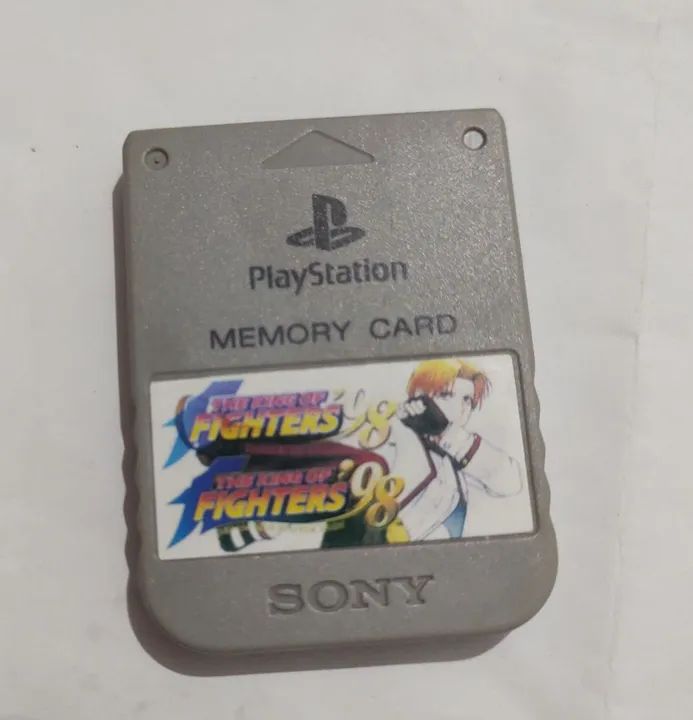 PlayStation
MEMORY CARD
THE KING OF
FIGHTERS '98
THE KING OF
FIGHTERS '98
SONY